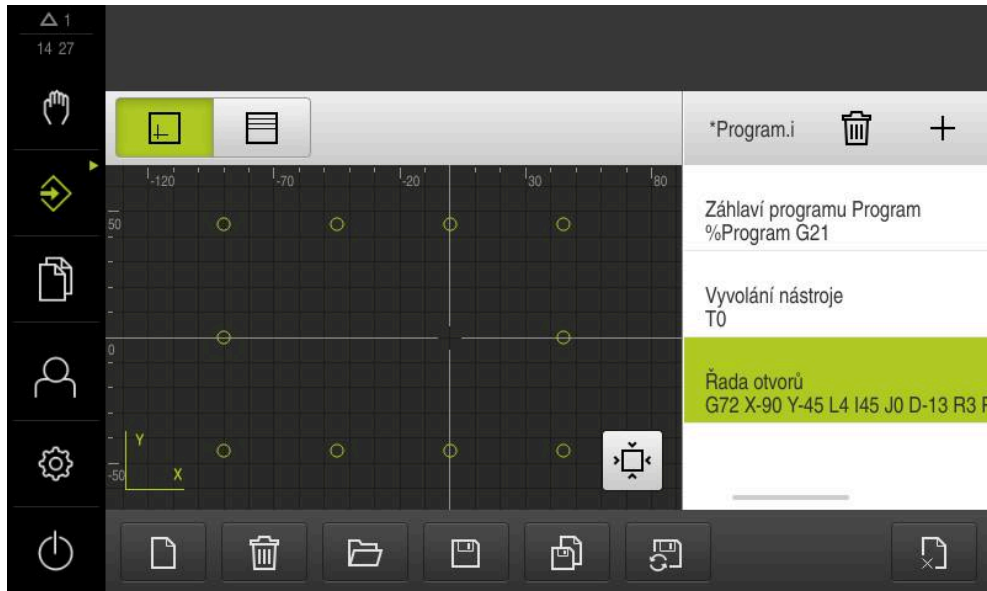 1
14 27
*Program.i
-120 -70 -20 30 80
50
0
-50
Y
X
Záhlaví programu Program
%Program G21
Vyvolání nástroje
T0
Řada otvorů
G72 X-90 Y-45 L4 I45 J0 D-13 R3